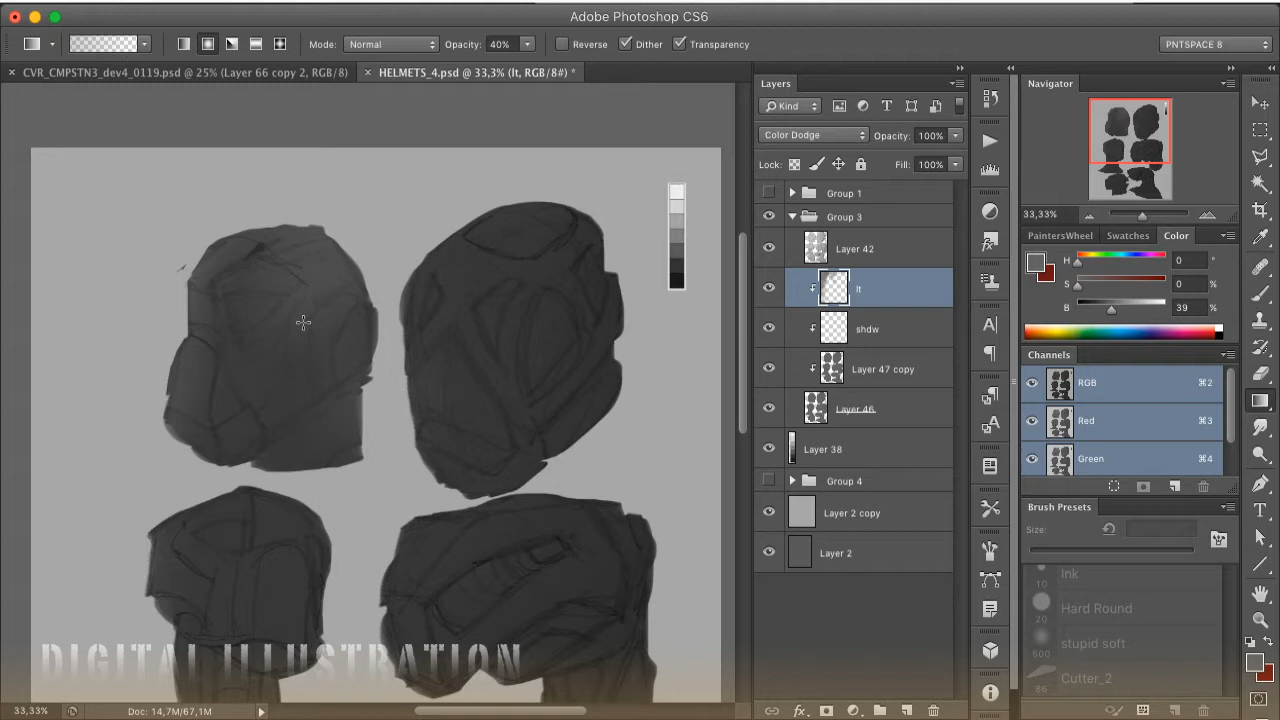 Adobe Photoshop CS6
Mode: Normal Opacity: 40% Reverse Dither Transparency PNTSPACE 8
CVR_CMPSTN3_dev4_0119.psd @ 25% (Layer 66 copy 2, RGB/8) HELMETS_4.psd @ 33,3% (lt, RGB/8#) *
Layers
Kind
Color Dodge Opacity: 100%
Lock: Fill: 100%
Group 1
Group 3
Layer 42
lt
shdw
Layer 47 copy
Layer 46
Layer 38
Group 4
Layer 2 copy
Layer 2
Navigator
33,33%
PaintersWheel Swatches Color
H 0 °
S 0 %
B 39 %
Channels
RGB ⌘2
Red ⌘3
Green ⌘4
Brush Presets
Size:
Ink
10
Hard Round
stupid soft
600
Cutter_2
86
DIGITAL ILLUSTRATION
33,33% Doc: 14,7M/67,1M